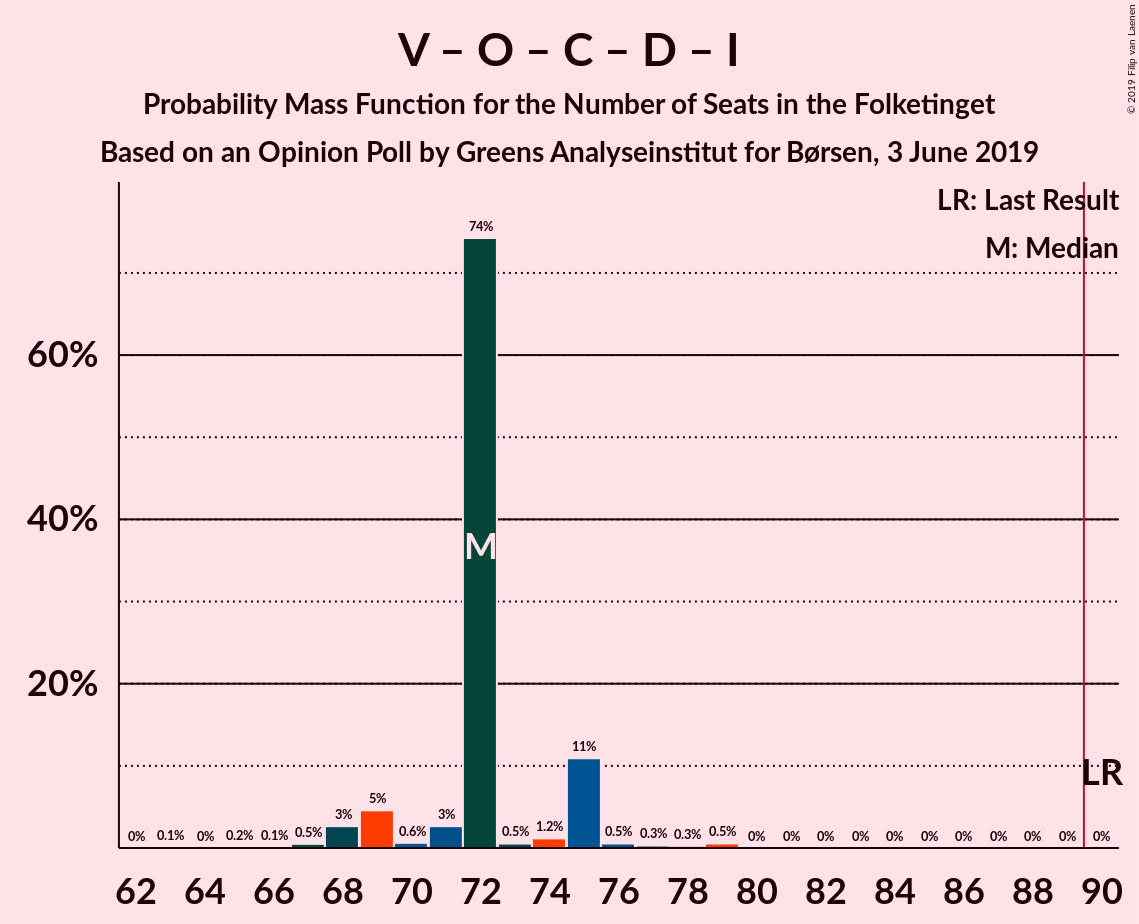 V – O – C – D – I
Probability Mass Function for the Number of Seats in the Folketinget
Based on an Opinion Poll by Greens Analyseinstitut for Børsen, 3 June 2019
© 2019 Filip van Laenen
LR: Last Result
M: Median
60%
40%
20%
0% 0.1% 0% 0.2% 0.1% 0.5% 3% 5% 0.6% 3% 74% 0.5% 1.2% 11% 0.5% 0.3% 0.3% 0.5% 0% 0% 0% 0% 0% 0% 0% 0% 0% 0% 0%
M
LR
62 64 66 68 70 72 74 76 78 80 82 84 86 88 90